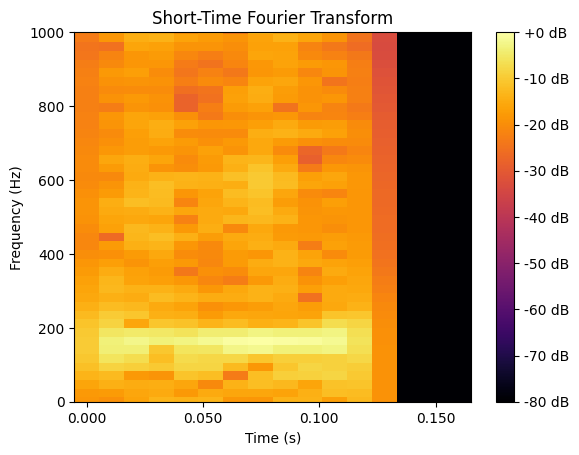 Short-Time Fourier Transform
1000
800
600
400
200
0
Frequency (Hz)
0.000
0.050
0.100
0.150
Time (s)
+0 dB
-10 dB
-20 dB
-30 dB
-40 dB
-50 dB
-60 dB
-70 dB
-80 dB